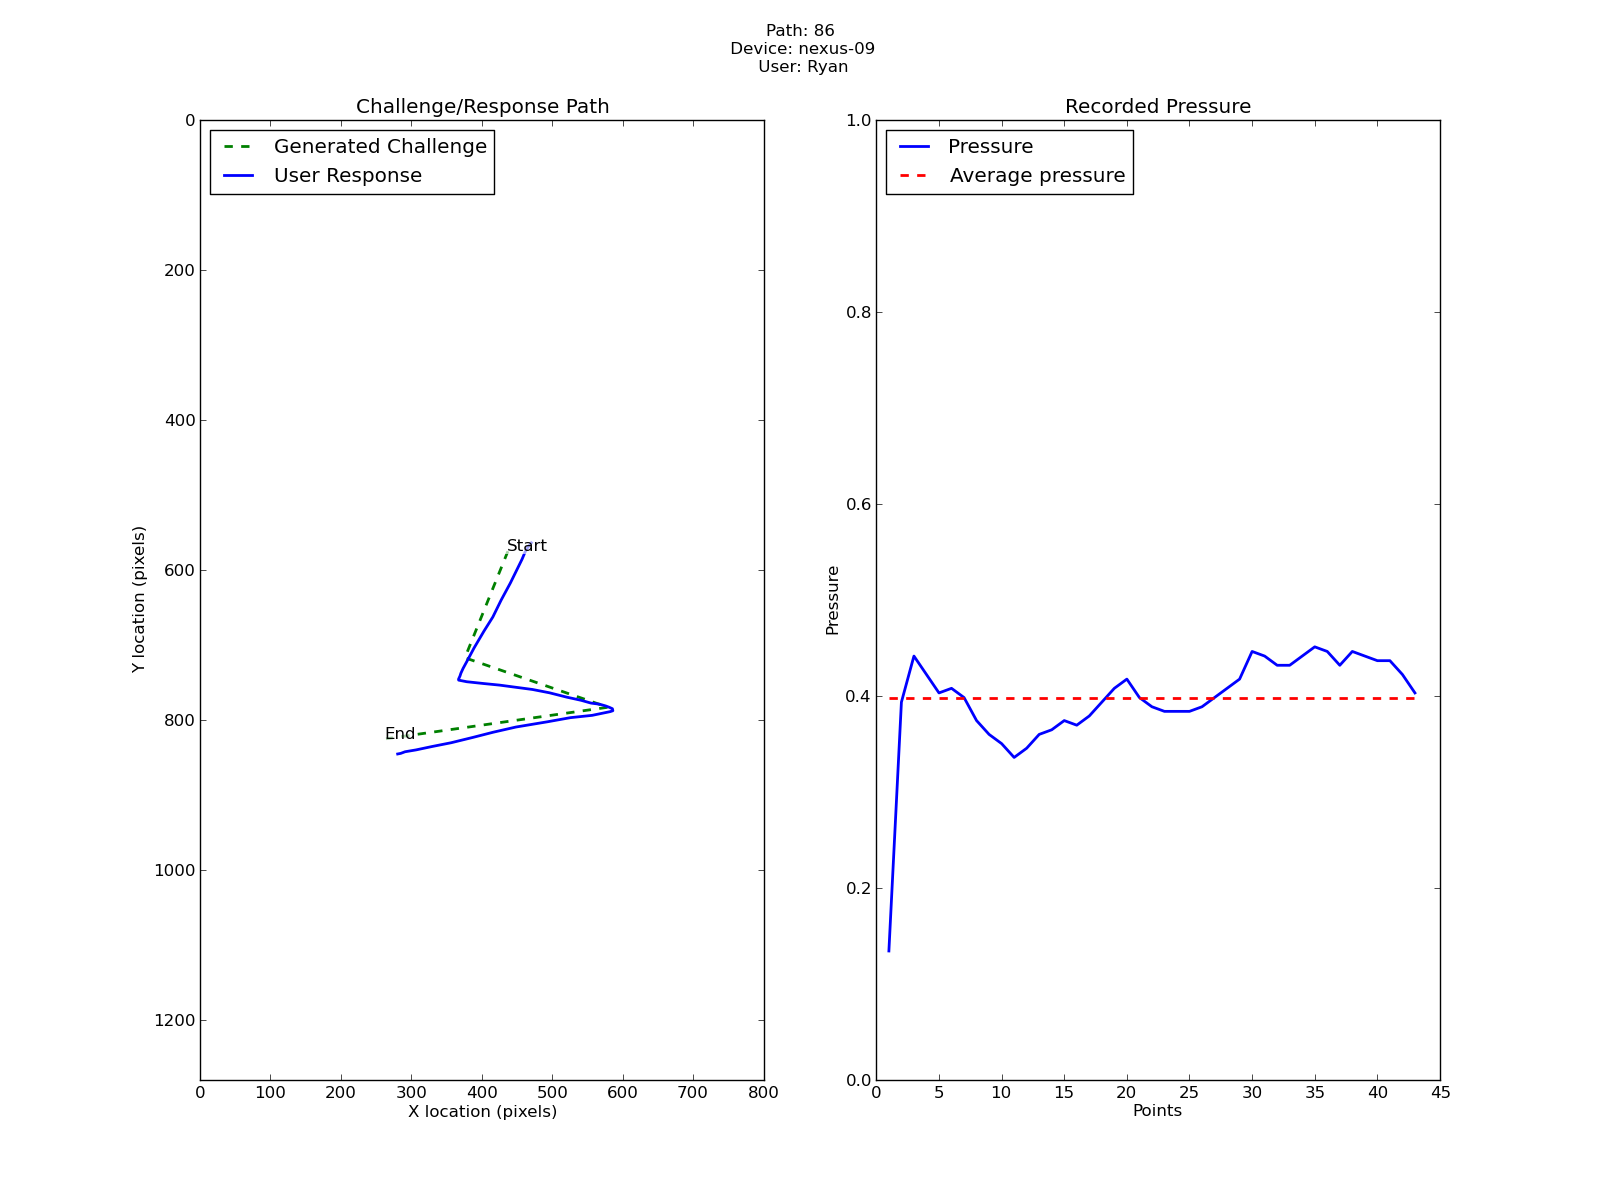 Path: 86
Device: nexus-09
User: Ryan
Challenge/Response Path
Generated Challenge
User Response
0
200
400
600
800
1000
1200
Y location (pixels)
Start
End
0 100 200 300 400 500 600 700 800
X location (pixels)
Recorded Pressure
Pressure
Average pressure
1.0
0.8
0.6
0.4
0.2
0.0
Pressure
0 5 10 15 20 25 30 35 40 45
Points